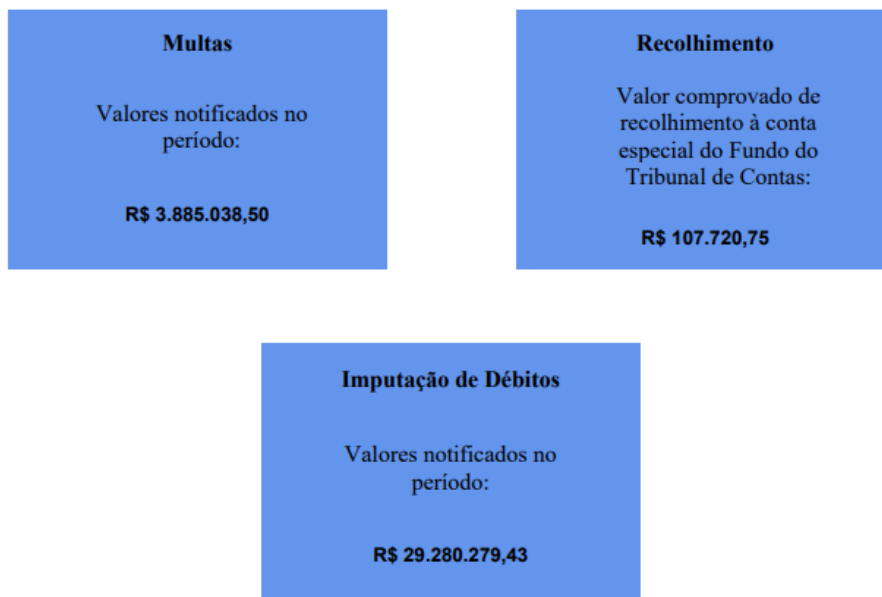 Multas
Valores notificados no
período:
R$ 3.885.038,50
Recolhimento
Valor comprovado de
recolhimento à conta
especial do Fundo do
Tribunal de Contas:
R$ 107.720,75
Imputação de Débitos
Valores notificados no
período:
R$ 29.280.279,43